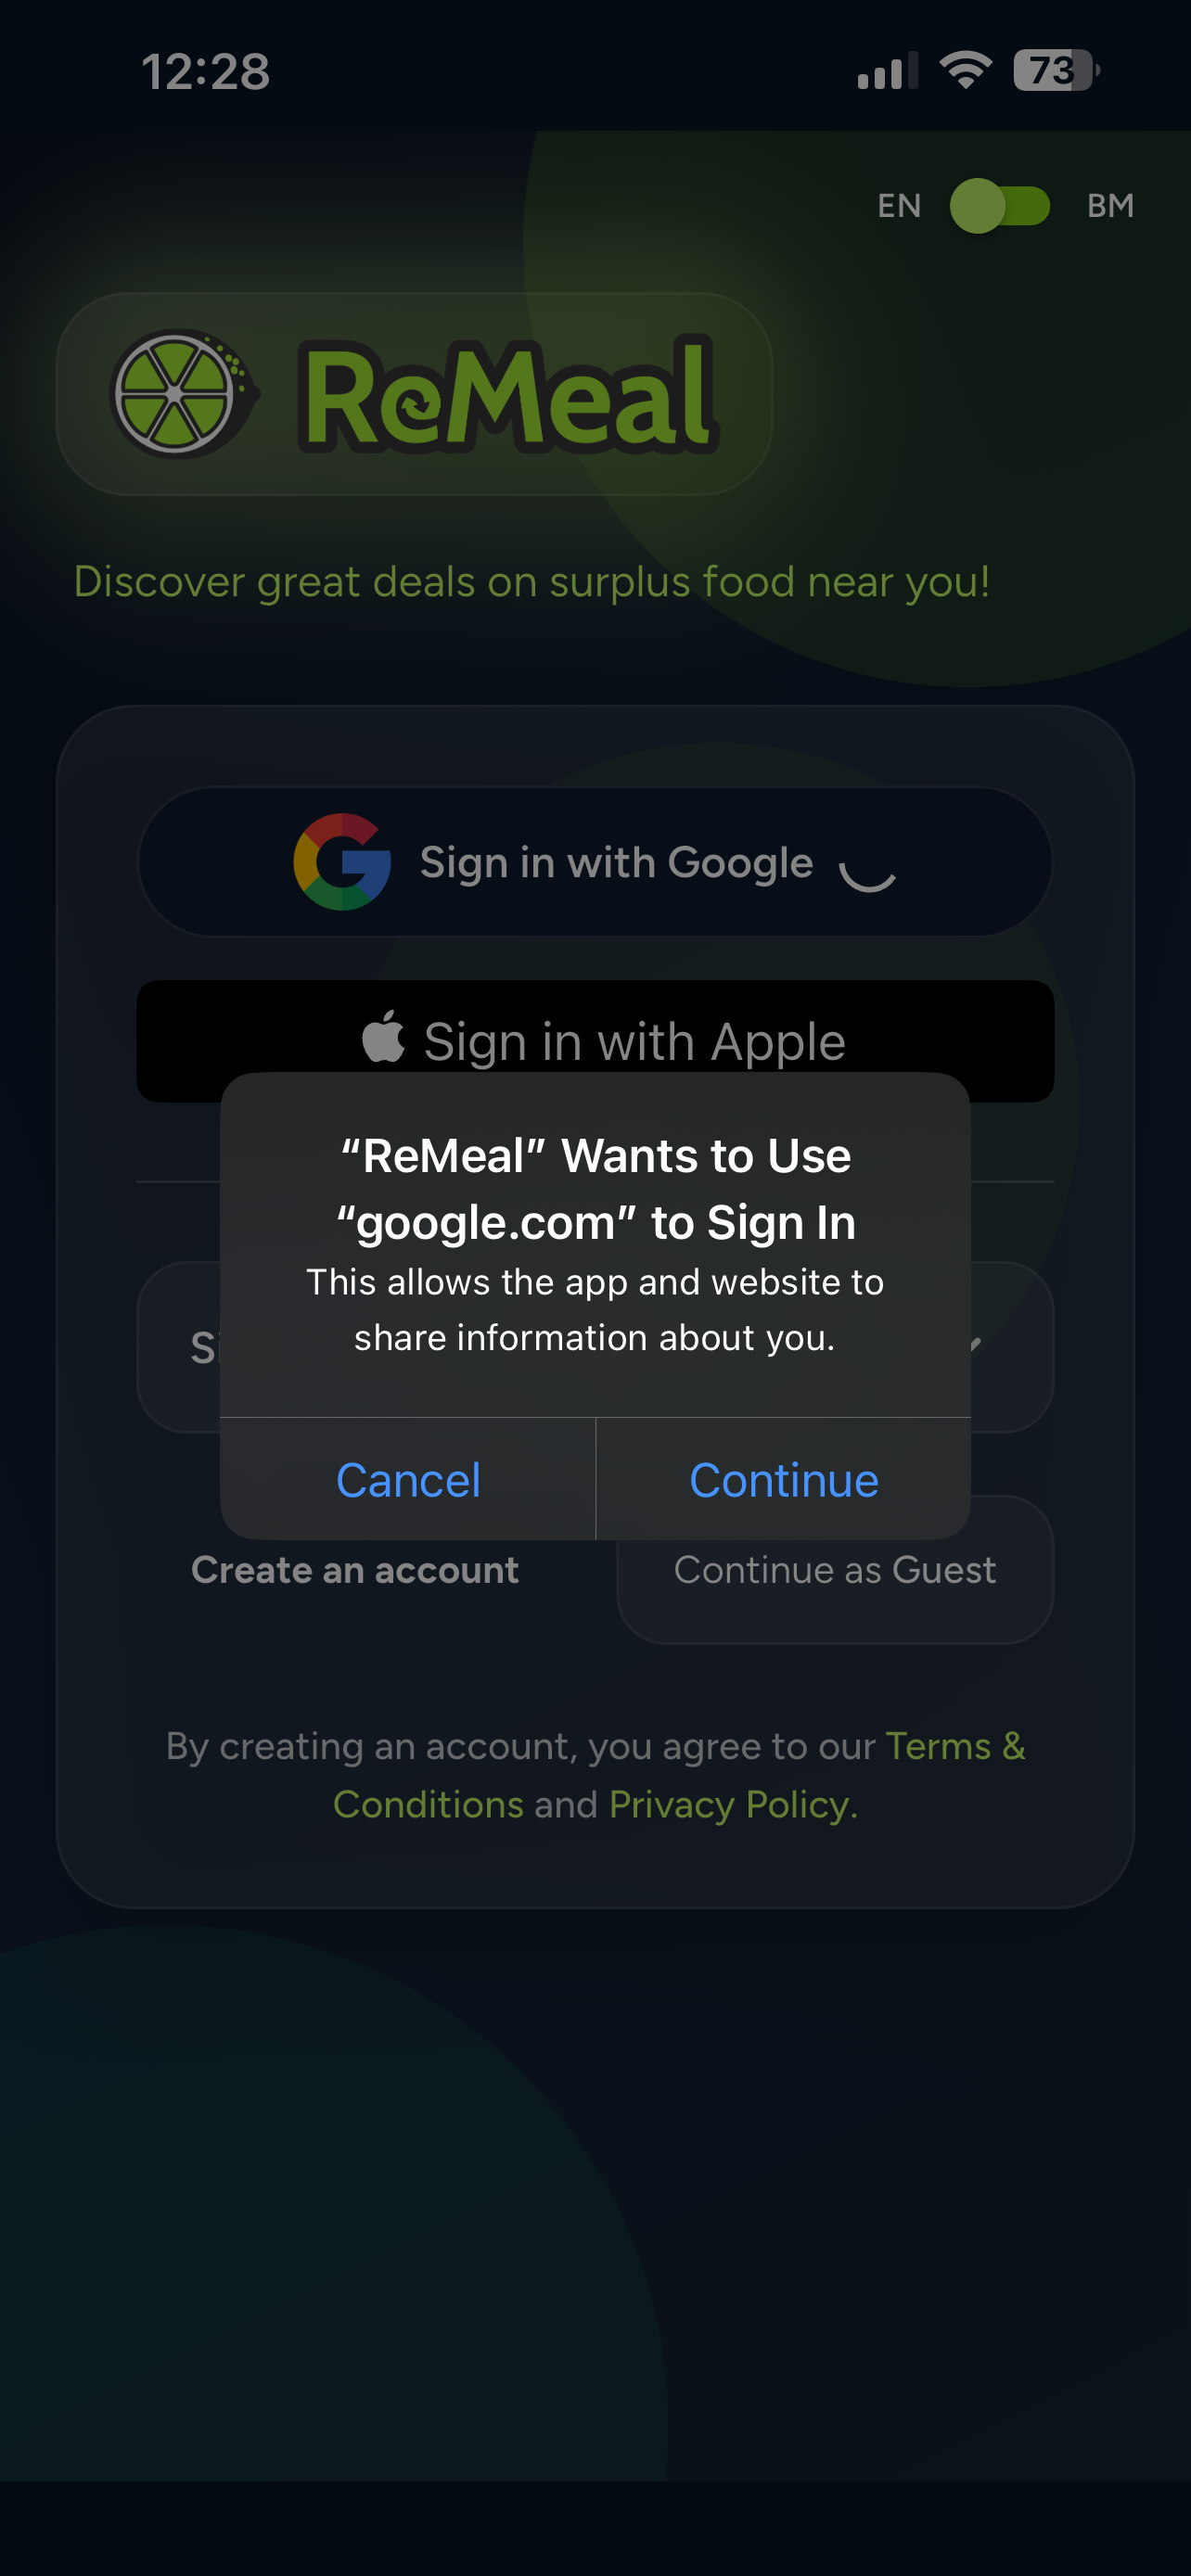 12:28
73
EN
BM
ReMeal
Discover great deals on surplus food near you!
Sign in with Google
Sign in with Apple
“ReMeal” Wants to Use
“google.com” to Sign In
This allows the app and website to
share information about you.
Cancel
Continue
Create an account
Continue as Guest
By creating an account, you agree to our Terms &
Conditions and Privacy Policy.